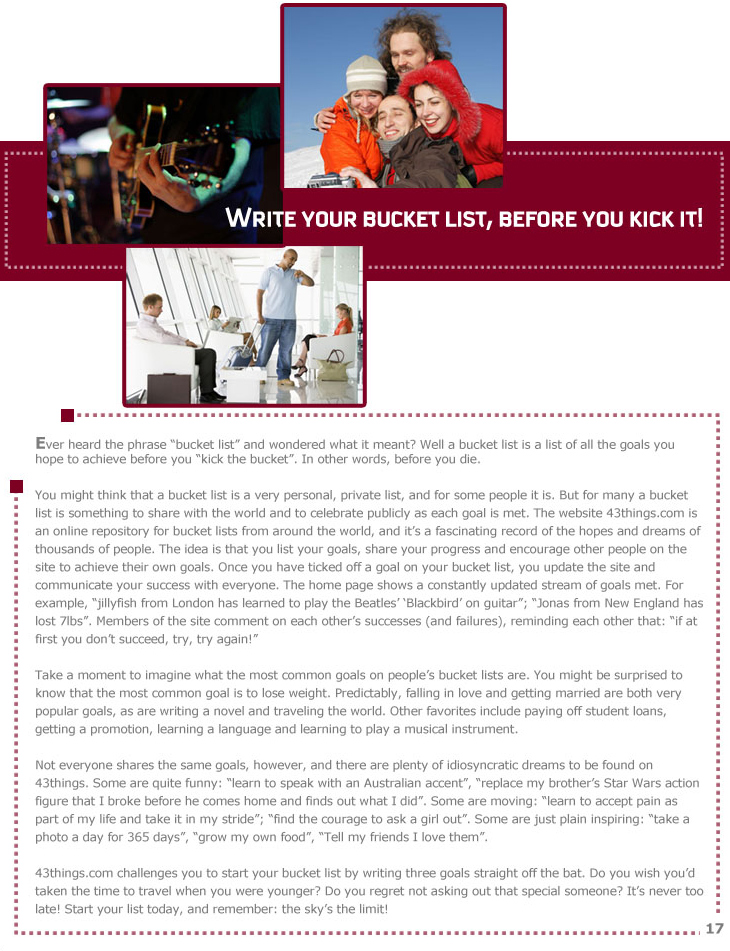 WRITE YOUR BUCKET LIST, BEFORE YOU KICK IT!
Ever heard the phrase “bucket list” and wondered what it meant? Well a bucket list is a list of all the goals you
hope to achieve before you “kick the bucket”. In other words, before you die.
You might think that a bucket list is a very personal, private list, and for some people it is. But for many a bucket
list is something to share with the world and to celebrate publicly as each goal is met. The website 43things.com is
an online repository for bucket lists from around the world, and it’s a fascinating record of the hopes and dreams of
thousands of people. The idea is that you list your goals, share your progress and encourage other people on the
site to achieve their own goals. Once you have ticked off a goal on your bucket list, you update the site and
communicate your success with everyone. The home page shows a constantly updated stream of goals met. For
example, “jillyfish from London has learned to play the Beatles’ ‘Blackbird’ on guitar”; “Jonas from New England has
lost 7lbs”. Members of the site comment on each other’s successes (and failures), reminding each other that: “if at
first you don’t succeed, try, try again!”
Take a moment to imagine what the most common goals on people’s bucket lists are. You might be surprised to
know that the most common goal is to lose weight. Predictably, falling in love and getting married are both very
popular goals, as are writing a novel and traveling the world. Other favorites include paying off student loans,
getting a promotion, learning a language and learning to play a musical instrument.
Not everyone shares the same goals, however, and there are plenty of idiosyncratic dreams to be found on
43things. Some are quite funny: “learn to speak with an Australian accent”, “replace my brother’s Star Wars action
figure that I broke before he comes home and finds out what I did”. Some are moving: “learn to accept pain as
part of my life and take it in my stride”; “find the courage to ask a girl out”. Some are just plain inspiring: “take a
photo a day for 365 days”, “grow my own food”, “Tell my friends I love them”.
43things.com challenges you to start your bucket list by writing three goals straight off the bat. Do you wish you’d
taken the time to travel when you were younger? Do you regret not asking out that special someone? It’s never too
late! Start your list today, and remember: the sky’s the limit!
17